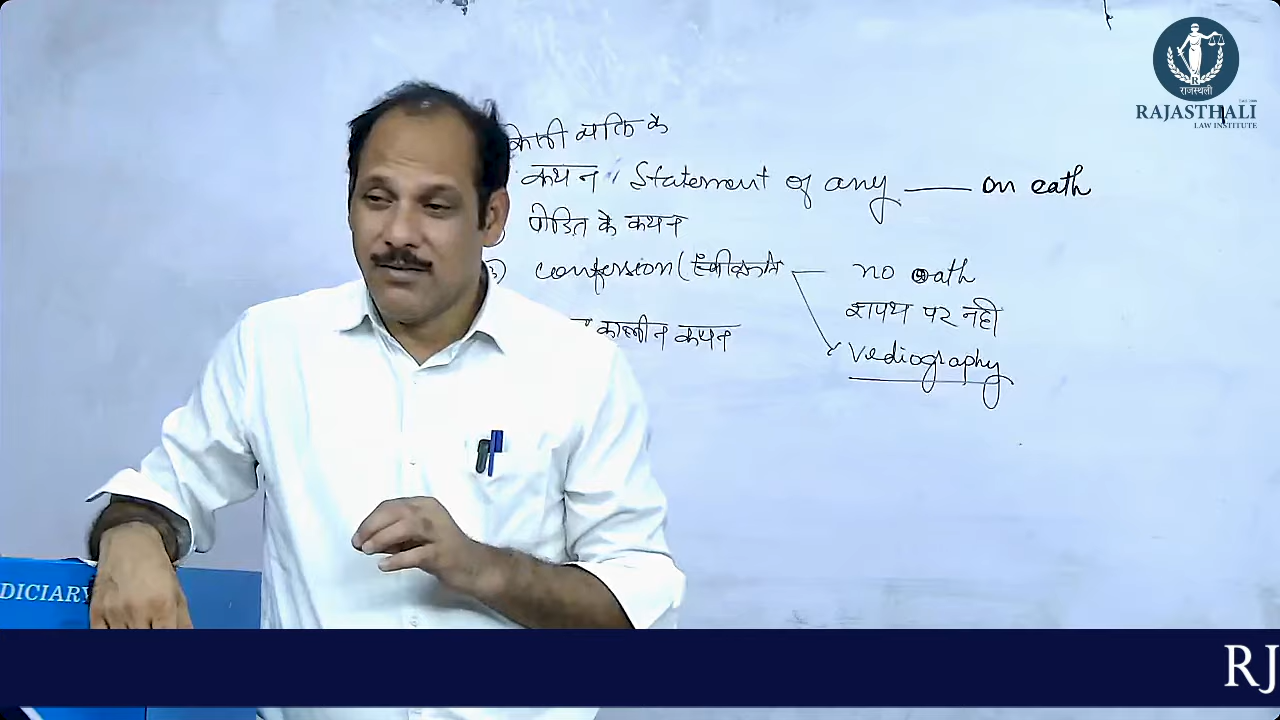 राजस्थली
RAJASTHALI
LAW INSTITUTE
किसी व्यक्ति के
कथन Statement of any — on oath
पीडित के कथन
confession ( no oath
शपथ पर नहीं
कालीन कथन
Vediography
DICIARY
RJ